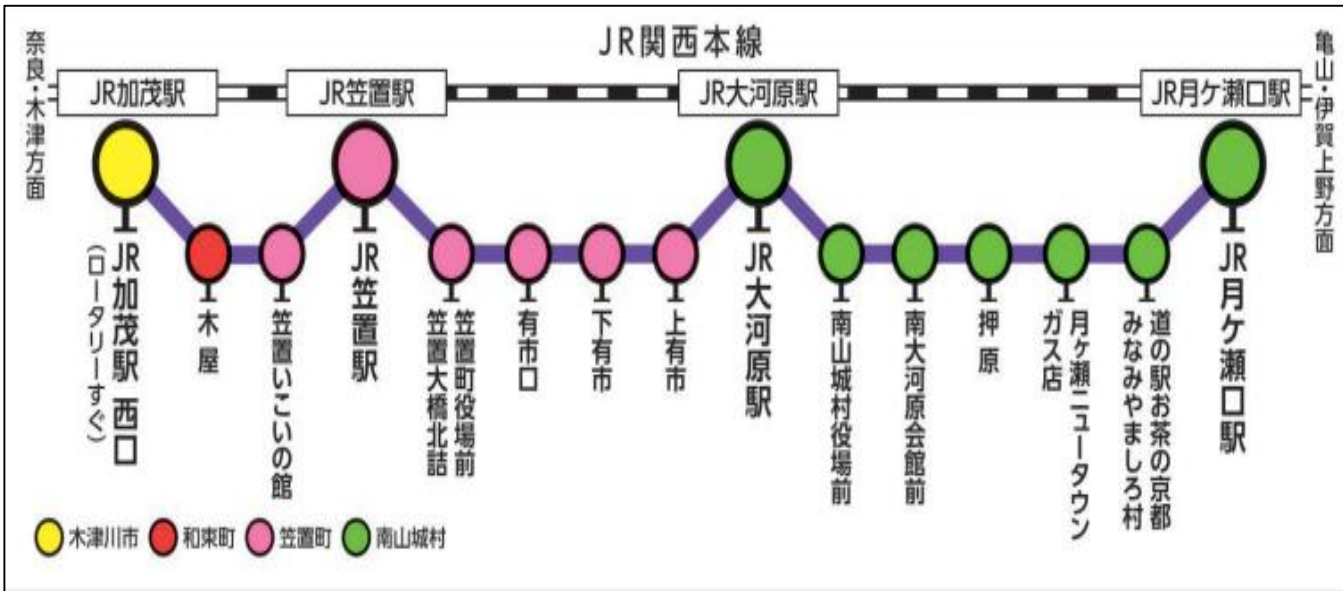 JR関西本線
奈良・木津方面
JR加茂駅
JR笠置駅
JR大河原駅
JR月ケ瀬口駅
亀山・伊賀上野方面
JR加茂駅 西口
(ロータリーすぐ)
木屋
笠置いこいの館
JR笠置駅
笠置町役場前
笠置大橋北詰
有市口
下有市
上有市
JR大河原駅
南山城村役場前
南大河原会館前
押原
月ヶ瀬ニュータウン
ガス店
道の駅お茶の京都
みなみやましろ村
JR月ケ瀬口駅
木津川市
和束町
笠置町
南山城村